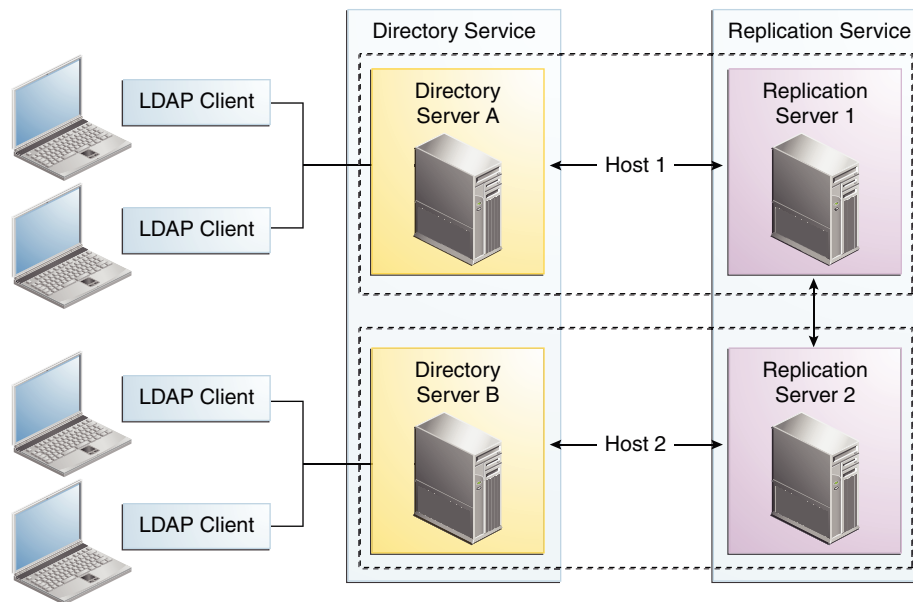 Directory Service
Replication Service
LDAP Client
LDAP Client
Directory
Server A
Host 1
Replication
Server 1
LDAP Client
LDAP Client
Directory
Server B
Host 2
Replication
Server 2